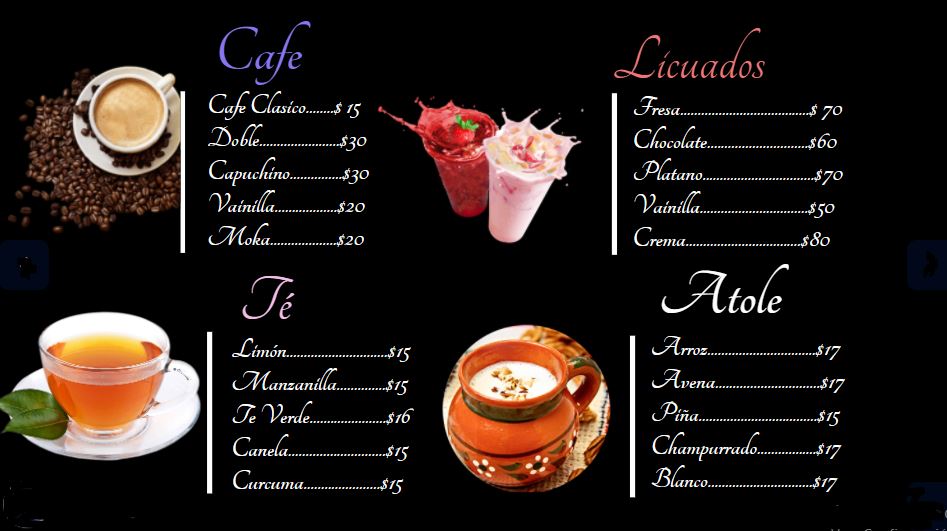 Cafe
Cafe Clasico........$ 15
Doble.......................$30
Capuchino...............$30
Vainilla..................$20
Moka....................$20
Licuados
Fresa.....................................$ 70
Chocolate.............................$60
Platano................................$70
Vainilla................................$50
Crema.................................$80
Té
Limón.............................$15
Manzanilla..............$15
Te Verde......................$16
Canela............................$15
Curcuma......................$15
Atole
Arroz...............................$17
Avena..............................$17
Piña..................................$15
Champurrado................$17
Blanco..............................$17